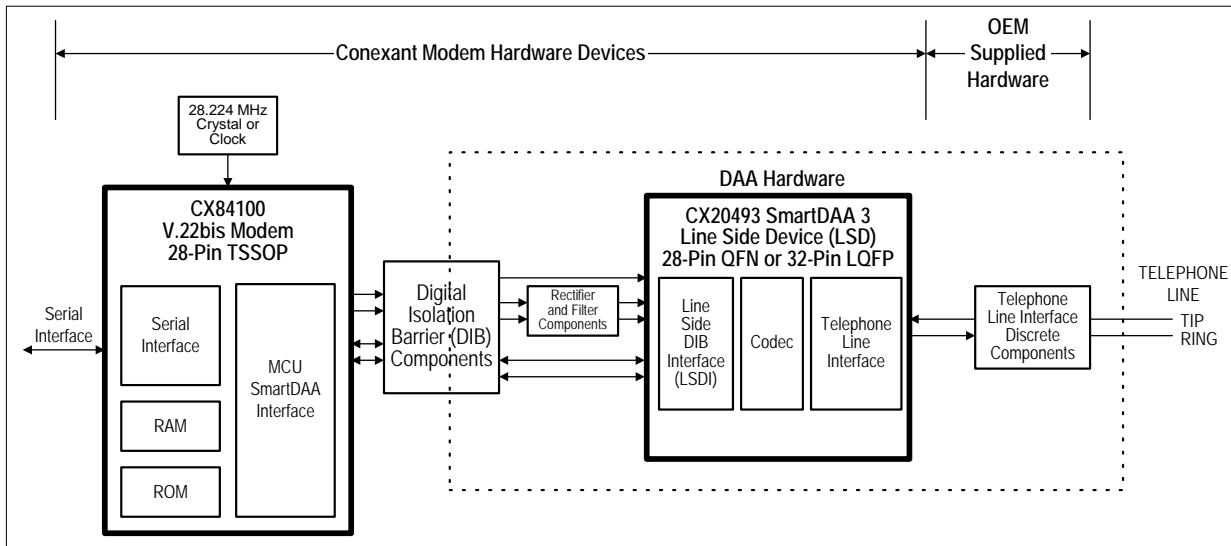 Conexant Modem Hardware Devices
OEM
Supplied
Hardware
28.224 MHz
Crystal or
Clock
DAA Hardware
CX84100
V.22bis Modem
28-Pin TSSOP
Serial
Interface
Serial
Interface
RAM
ROM
MCU
SmartDAA
Interface
Digital
Isolation
Barrier (DIB)
Components
Rectifier
and Filter
Components
CX20493 SmartDAA 3
Line Side Device (LSD)
28-Pin QFN or 32-Pin LQFP
Line
Side
DIB
Interface
(LSDI)
Codec
Telephone
Line
Interface
Telephone
Line Interface
Discrete
Components
TELEPHONE
LINE
TIP
RING